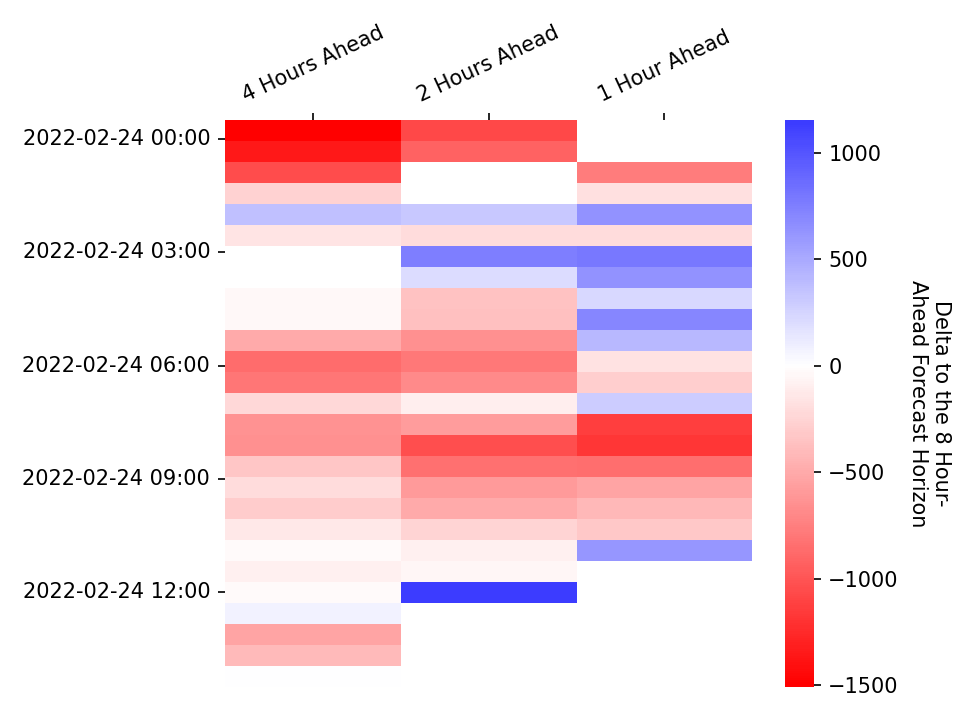 4 Hours Ahead
2 Hours Ahead
1 Hour Ahead
2022-02-24 00:00
2022-02-24 03:00
2022-02-24 06:00
2022-02-24 09:00
2022-02-24 12:00
1000
500
0
−500
−1000
−1500
Delta to the 8 Hour-
Ahead Forecast Horizon